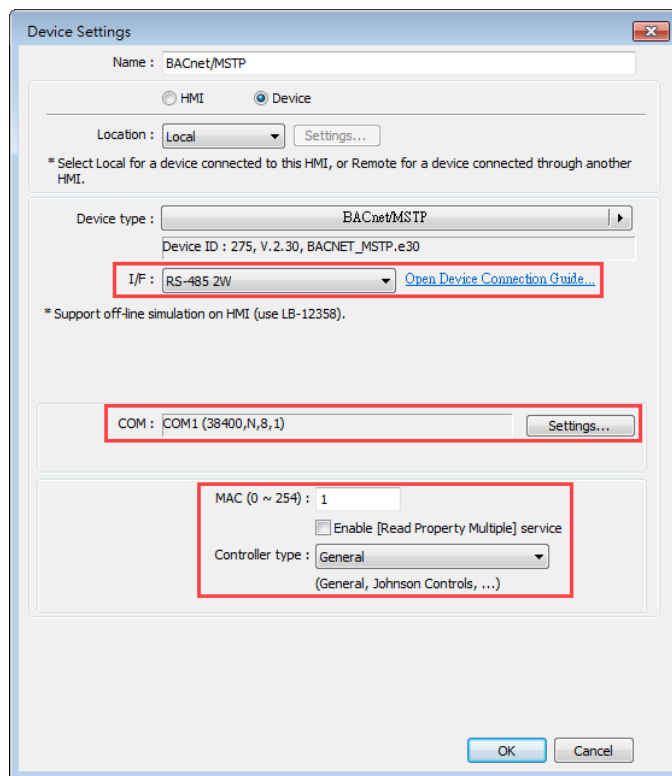 Device Settings
Name : BACnet/MSTP
HMI Device
Location : Local Settings...
* Select Local for a device connected to this HMI, or Remote for a device connected through another
HMI.
Device type : BACnet/MSTP
Device ID : 275, V.2.30, BACNET_MSTP.e30
I/F : RS-485 2W Open Device Connection Guide...
* Support off-line simulation on HMI (use LB-12358).
COM : COM1 (38400,N,8,1) Settings...
MAC (0 ~ 254) : 1
Enable [Read Property Multiple] service
Controller type : General
(General, Johnson Controls, ...)
OK Cancel